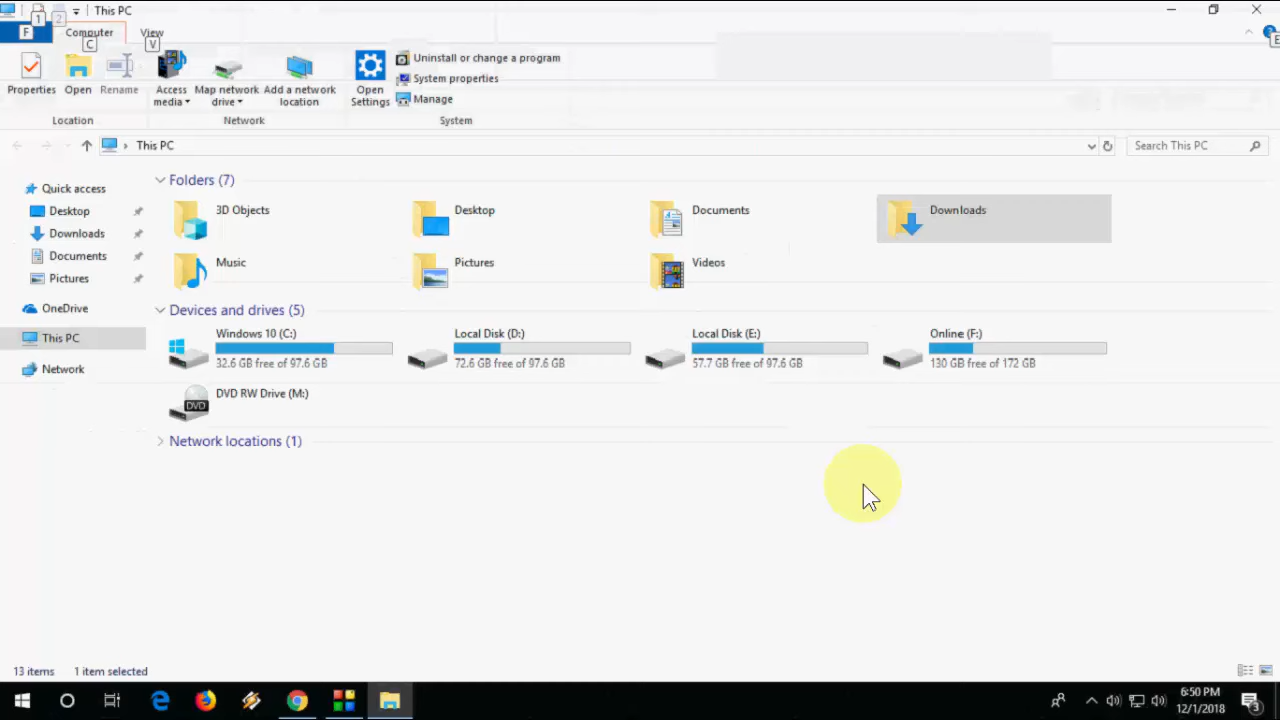 This PC
1
2
F
Computer
View
C
V
E
Properties
Open
Rename
Access media
Map network drive
Add a network location
Open Settings
Uninstall or change a program
System properties
Manage
Location
Network
System
This PC
Search This PC
Quick access
Desktop
Downloads
Documents
Pictures
OneDrive
This PC
Network
Folders (7)
3D Objects
Desktop
Documents
Downloads
Music
Pictures
Videos
Devices and drives (5)
Windows 10 (C:)
32.6 GB free of 97.6 GB
Local Disk (D:)
72.6 GB free of 97.6 GB
Local Disk (E:)
57.7 GB free of 97.6 GB
Online (F:)
130 GB free of 172 GB
DVD
DVD RW Drive (M:)
Network locations (1)
13 items
1 item selected
6:50 PM
12/1/2018
3